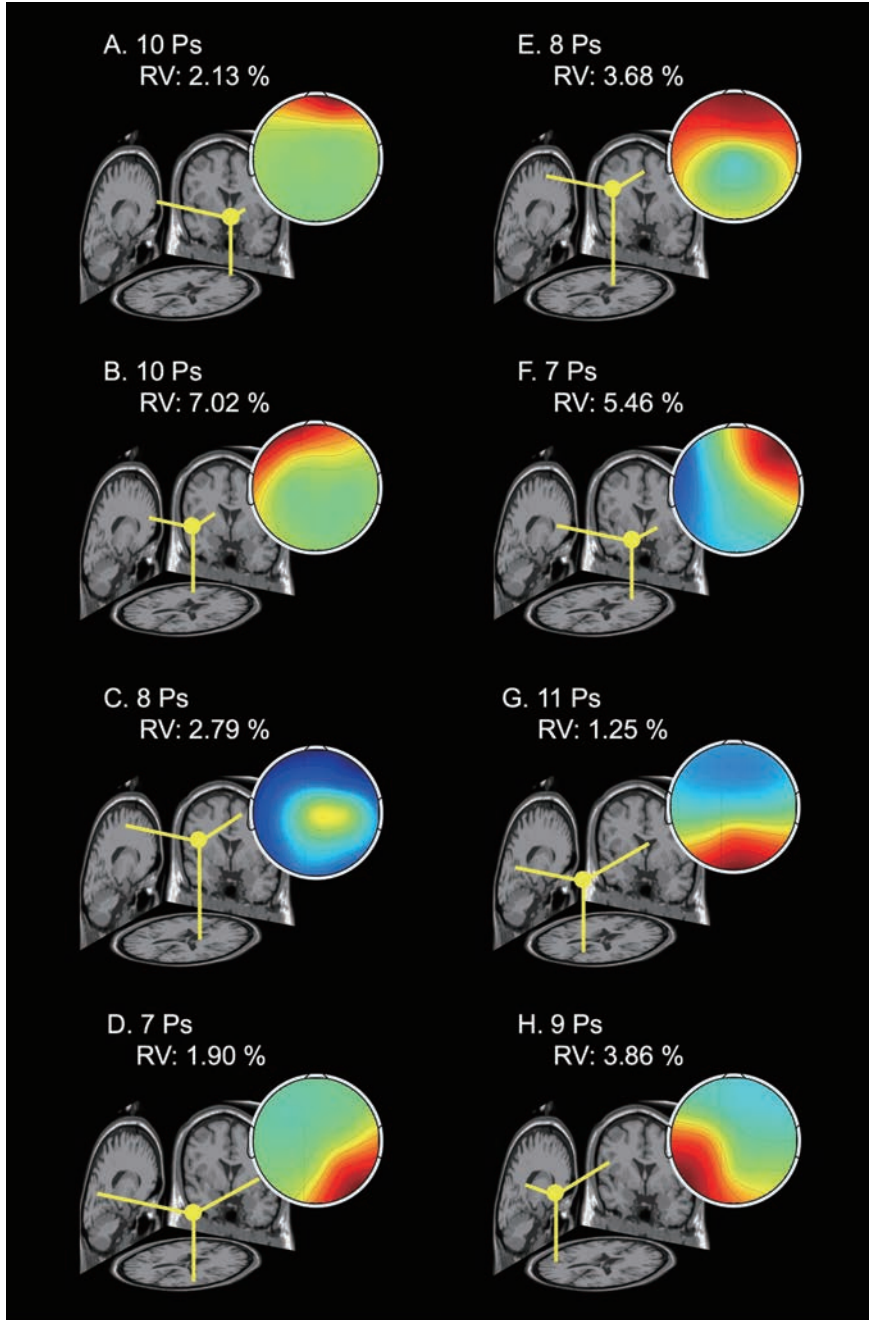 A. 10 Ps
RV: 2.13 %
E. 8 Ps
RV: 3.68 %
B. 10 Ps
RV: 7.02 %
F. 7 Ps
RV: 5.46 %
C. 8 Ps
RV: 2.79 %
G. 11 Ps
RV: 1.25 %
D. 7 Ps
RV: 1.90 %
H. 9 Ps
RV: 3.86 %